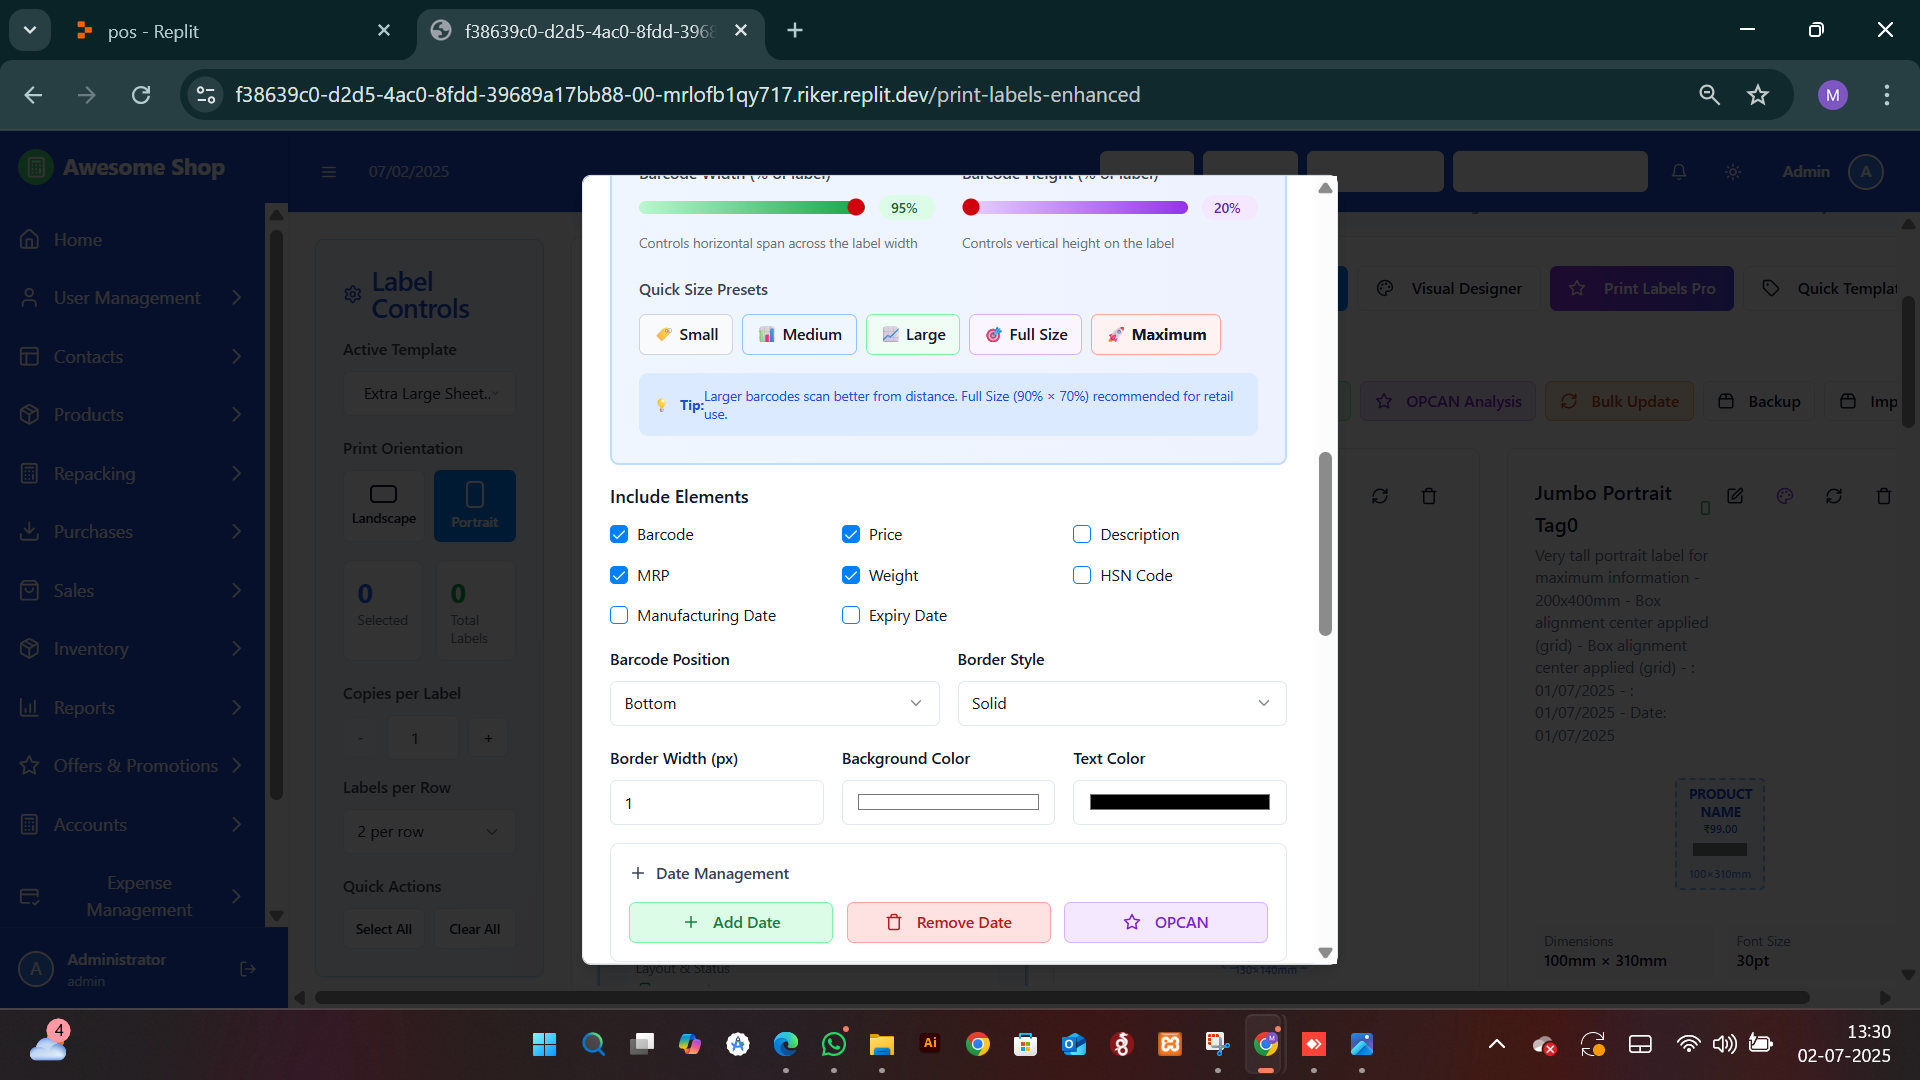 pos - Replit
f38639c0-d2d5-4ac0-8fdd-3968
f38639c0-d2d5-4ac0-8fdd-39689a17bb88-00-mrlofb1qy717.riker.replit.dev/print-labels-enhanced
M
Awesome Shop
07/02/2025
Admin
A
Home
User Management
Contacts
Products
Repacking
Purchases
Sales
Inventory
Reports
Offers & Promotions
Accounts
Expense
Management
A
Administrator
admin
Label
Controls
Active Template
Extra Large Sheet..
Print Orientation
Landscape
Portrait
0
Selected
0
Total
Labels
Copies per Label
-
1
+
Labels per Row
2 per row
Quick Actions
Select All
Clear All
Barcode Width (% of label)
Barcode Height (% of label)
95%
20%
Controls horizontal span across the label width
Controls vertical height on the label
Quick Size Presets
Small
Medium
Large
Full Size
Maximum
Tip:
Larger barcodes scan better from distance. Full Size (90% × 70%) recommended for retail
use.
Include Elements
Barcode
Price
Description
MRP
Weight
HSN Code
Manufacturing Date
Expiry Date
Barcode Position
Border Style
Bottom
Solid
Border Width (px)
Background Color
Text Color
1
Date Management
Add Date
Remove Date
OPCAN
Layout & Status
130×140mm
Visual Designer
Print Labels Pro
Quick Templat
OPCAN Analysis
Bulk Update
Backup
Imp
Jumbo Portrait
Tag0
Very tall portrait label for
maximum information -
200x400mm - Box
alignment center applied
(grid) - Box alignment
center applied (grid) - :
01/07/2025 - :
01/07/2025 - Date:
01/07/2025
PRODUCT
NAME
₹99.00
100×310mm
Dimensions
100mm × 310mm
Font Size
30pt
4
Ai
13:30
02-07-2025